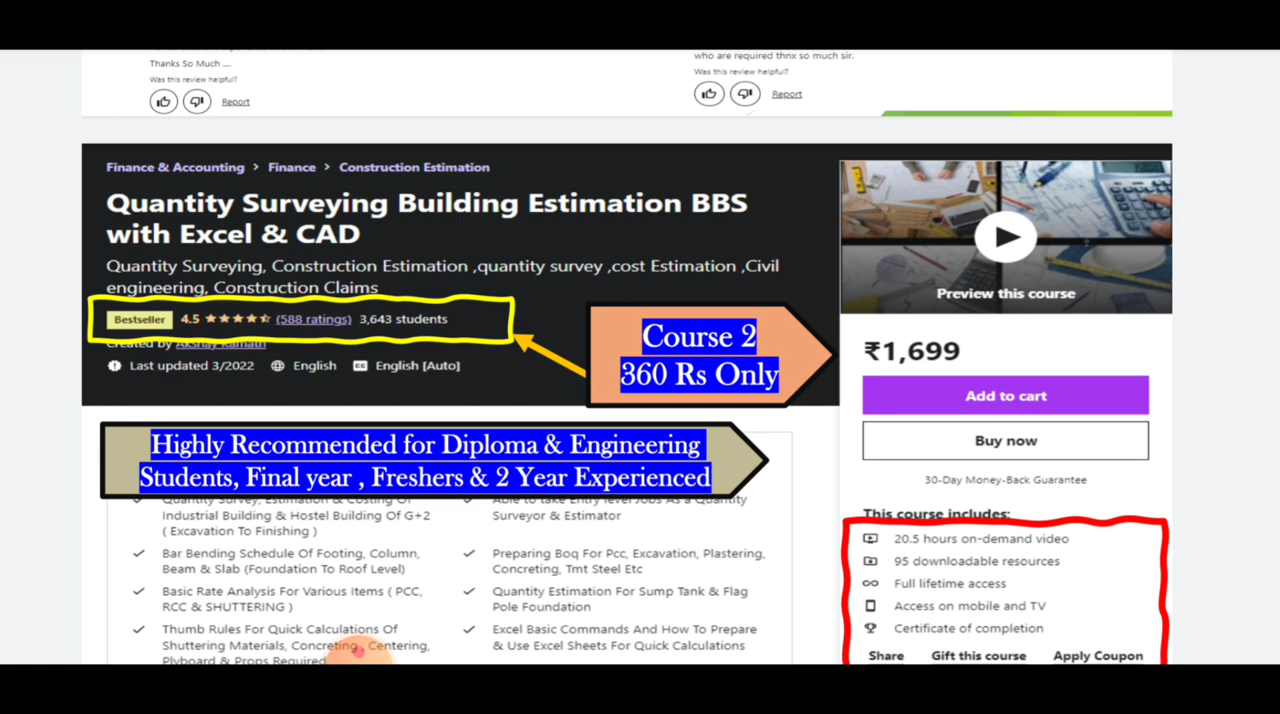 Thanks So Much ....
Was this review helpful?
Report
who are required thnx so much sir.
Was this review helpful?
Report
Finance & Accounting > Finance > Construction Estimation
Quantity Surveying Building Estimation BBS
with Excel & CAD
Quantity Surveying, Construction Estimation ,quantity survey ,cost Estimation ,Civil
engineering, Construction Claims
Bestseller 4.5 (588 ratings) 3,643 students
Created by Akshay Kamath
Last updated 3/2022 English English [Auto]
Course 2
360 Rs Only
Highly Recommended for Diploma & Engineering
Students, Final year , Freshers & 2 Year Experienced
Quantity Survey, Estimation & Costing Of
Industrial Building & Hostel Building Of G+2
( Excavation To Finishing )
Bar Bending Schedule Of Footing, Column,
Beam & Slab (Foundation To Roof Level)
Basic Rate Analysis For Various Items ( PCC,
RCC & SHUTTERING )
Thumb Rules For Quick Calculations Of
Shuttering Materials, Concreting , Centering,
Plyboard & Props Required
Able to take Entry level Jobs As a Quantity
Surveyor & Estimator
Preparing Boq For Pcc, Excavation, Plastering,
Concreting, Tmt Steel Etc
Quantity Estimation For Sump Tank & Flag
Pole Foundation
Excel Basic Commands And How To Prepare
& Use Excel Sheets For Quick Calculations
Preview this course
₹1,699
Add to cart
Buy now
30-Day Money-Back Guarantee
This course includes:
20.5 hours on-demand video
95 downloadable resources
Full lifetime access
Access on mobile and TV
Certificate of completion
Share Gift this course Apply Coupon